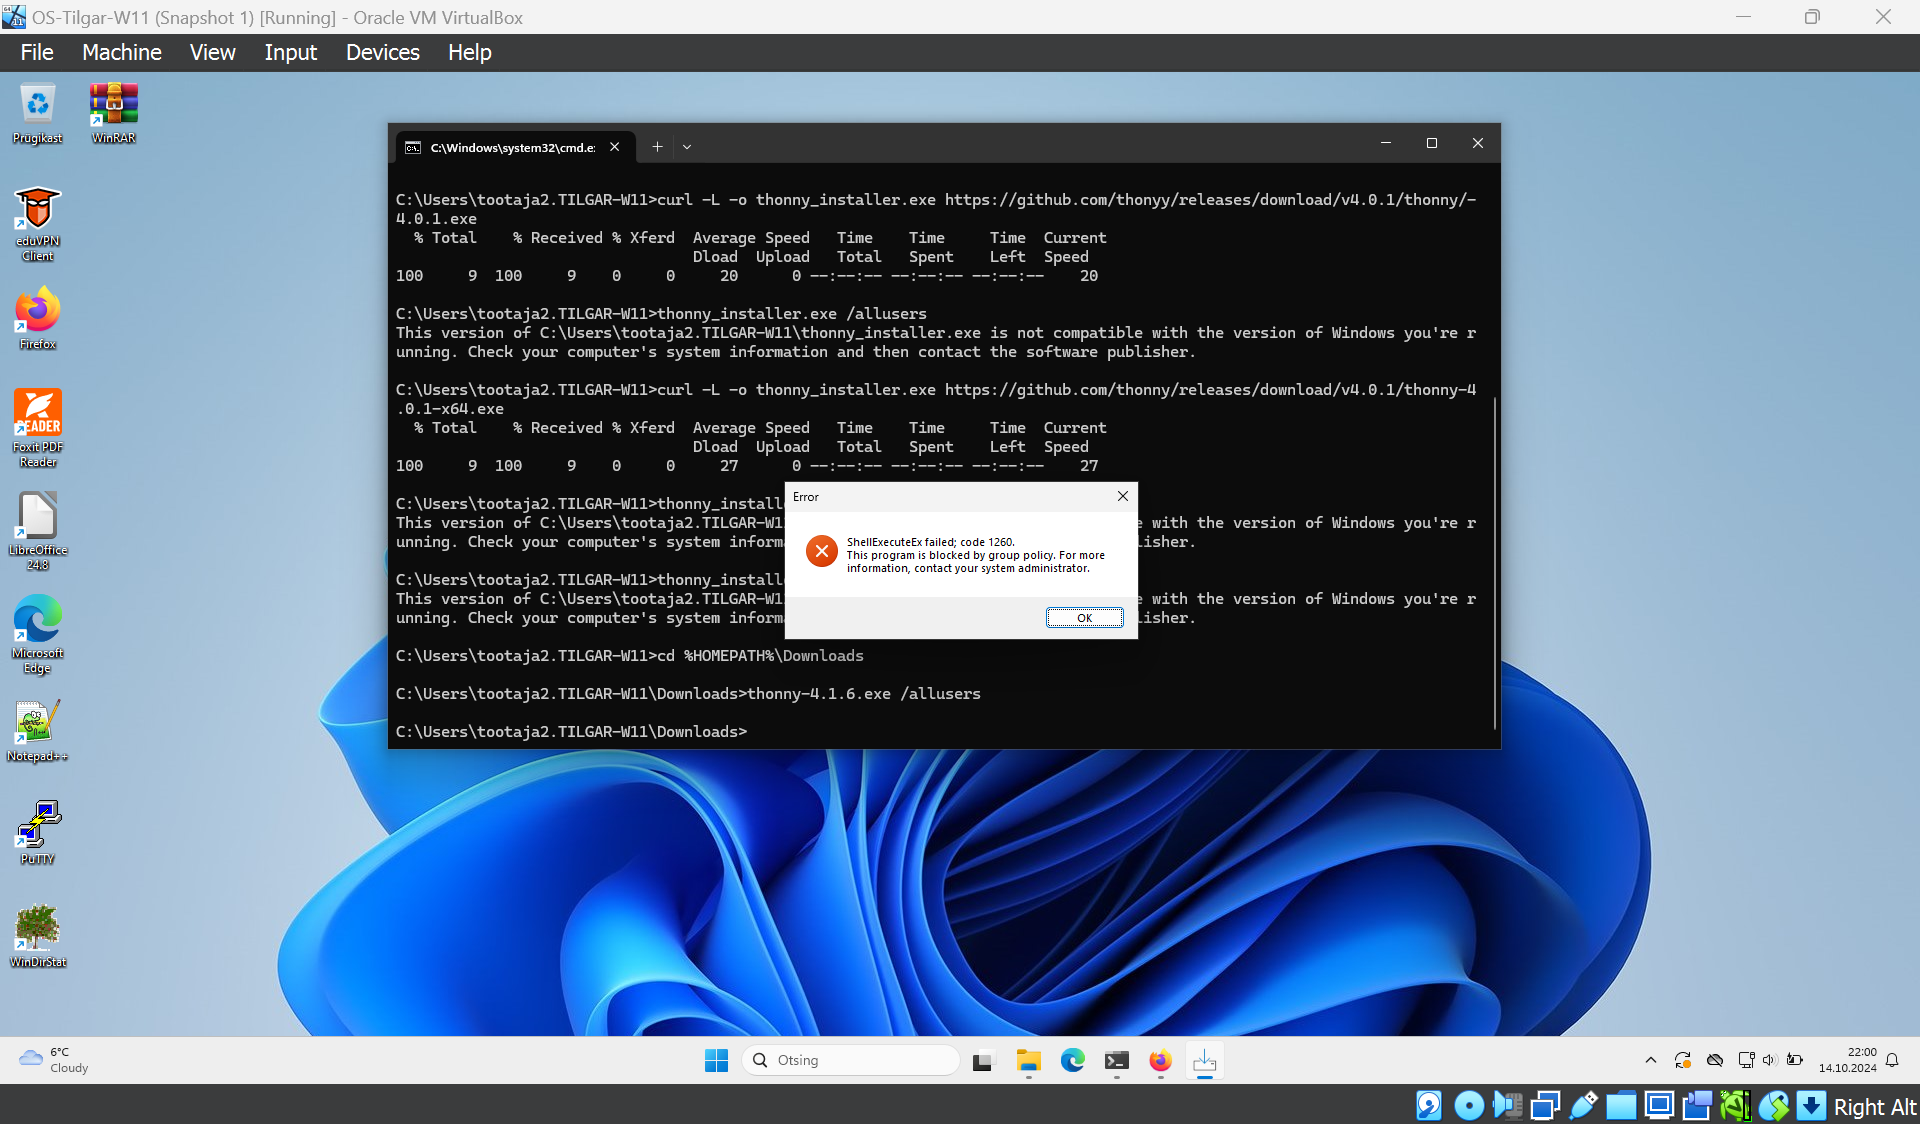 OS-Tilgar-W11 (Snapshot 1) [Running] - Oracle VM VirtualBox
File Machine View Input Devices Help
Prügikast
WinRAR
eduVPN
Client
Firefox
READER
Foxit PDF
Reader
LibreOffice
24.8
Microsoft
Edge
Notepad++
PuTTY
WinDirStat
C:\Windows\system32\cmd.e:
C:\Users\tootaja2.TILGAR-W11>curl -L -o thonny_installer.exe https://github.com/thonyy/releases/download/v4.0.1/thonny/-
4.0.1.exe
% Total % Received % Xferd Average Speed Time Time Time Current
Dload Upload Total Spent Left Speed
100 9 100 9 0 0 20 0 --:--:-- --:--:-- --:--:-- 20
C:\Users\tootaja2.TILGAR-W11>thonny_installer.exe /allusers
This version of C:\Users\tootaja2.TILGAR-W11\thonny_installer.exe is not compatible with the version of Windows you're r
unning. Check your computer's system information and then contact the software publisher.
C:\Users\tootaja2.TILGAR-W11>curl -L -o thonny_installer.exe https://github.com/thonny/releases/download/v4.0.1/thonny-4
.0.1-x64.exe
% Total % Received % Xferd Average Speed Time Time Time Current
Dload Upload Total Spent Left Speed
100 9 100 9 0 0 27 0 --:--:-- --:--:-- --:--:-- 27
C:\Users\tootaja2.TILGAR-W11>thonny_install
This version of C:\Users\tootaja2.TILGAR-W1 e with the version of Windows you're r
unning. Check your computer's system inform lisher.
C:\Users\tootaja2.TILGAR-W11>thonny_install
This version of C:\Users\tootaja2.TILGAR-W1 e with the version of Windows you're r
unning. Check your computer's system inform lisher.
C:\Users\tootaja2.TILGAR-W11>cd %HOMEPATH%\Downloads
C:\Users\tootaja2.TILGAR-W11\Downloads>thonny-4.1.6.exe /allusers
C:\Users\tootaja2.TILGAR-W11\Downloads>
Error
ShellExecuteEx failed; code 1260.
This program is blocked by group policy. For more
information, contact your system administrator.
OK
6°C
Cloudy
Otsing
22:00
14.10.2024
Right Alt